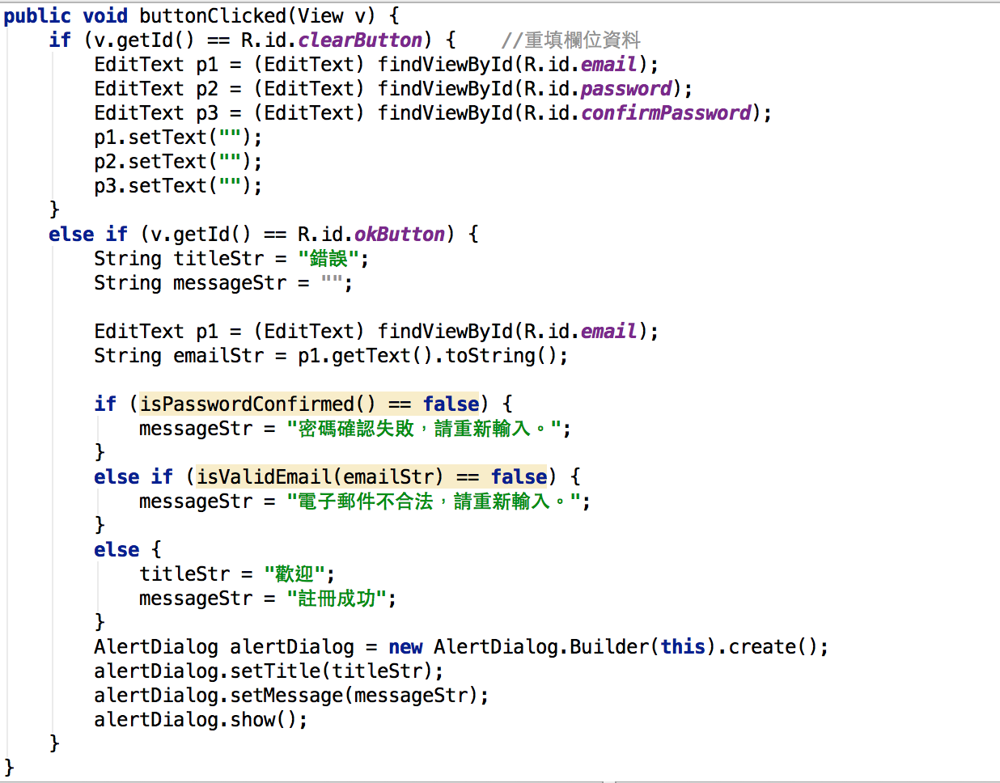 public void buttonClicked(View v) {
    if (v.getId() == R.id.clearButton) {    //重填欄位資料
        EditText p1 = (EditText) findViewById(R.id.email);
        EditText p2 = (EditText) findViewById(R.id.password);
        EditText p3 = (EditText) findViewById(R.id.confirmPassword);
        p1.setText("");
        p2.setText("");
        p3.setText("");
    }
    else if (v.getId() == R.id.okButton) {
        String titleStr = "錯誤";
        String messageStr = "";

        EditText p1 = (EditText) findViewById(R.id.email);
        String emailStr = p1.getText().toString();

        if (isPasswordConfirmed() == false) {
            messageStr = "密碼確認失敗，請重新輸入。";
        }
        else if (isValidEmail(emailStr) == false) {
            messageStr = "電子郵件不合法，請重新輸入。";
        }
        else {
            titleStr = "歡迎";
            messageStr = "註冊成功";
        }
        AlertDialog alertDialog = new AlertDialog.Builder(this).create();
        alertDialog.setTitle(titleStr);
        alertDialog.setMessage(messageStr);
        alertDialog.show();
    }
}